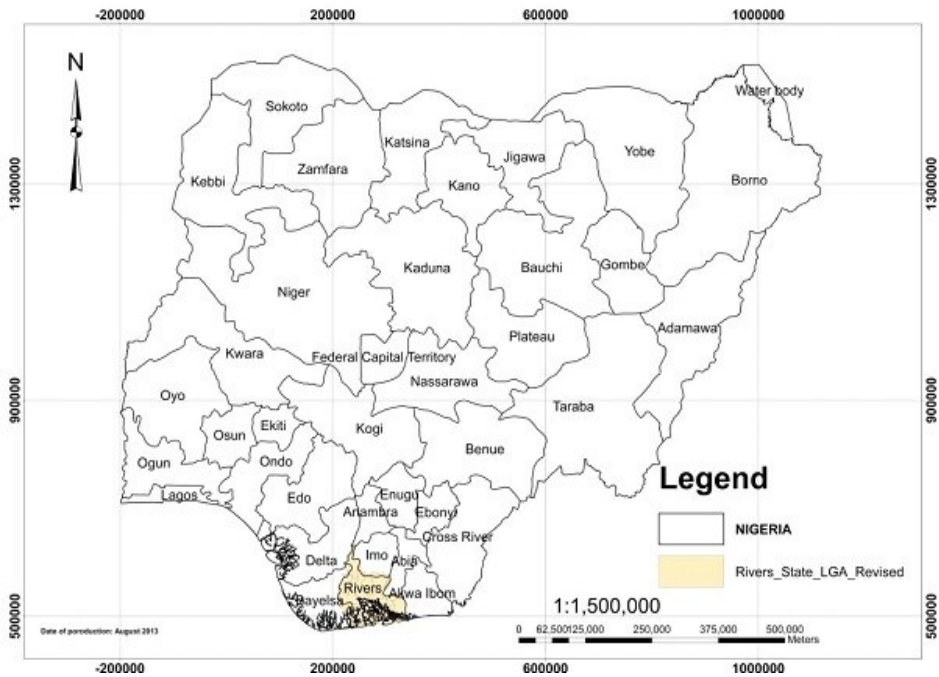 -200000 200000 600000 1000000
N
Water body
Sokoto
Katsina
Jigawa
Yobe
Zamfara
Kebbi
Kano
Borno
1300000
1300000
Kaduna
Bauchi
Gombe
Niger
Adamawa
Plateau
Kwara
Federal Capital Territory
Nassarawa
Oyo
Taraba
900000
900000
Kogi
Ekiti
Osun
Benue
Ogun
Ondo
Lagos
Edo
Enugu
Anambra
Ebony
Cross River
Imo
Abia
Delta
Rivers
Akwa Ibom
Bayelsa
Legend
NIGERIA
Rivers_State_LGA_Revised
1:1,500,000
0 62,500125,000 250,000 375,000 500,000
Meters
500000
500000
Date of poroduction: August 2013
-200000 200000 600000 1000000